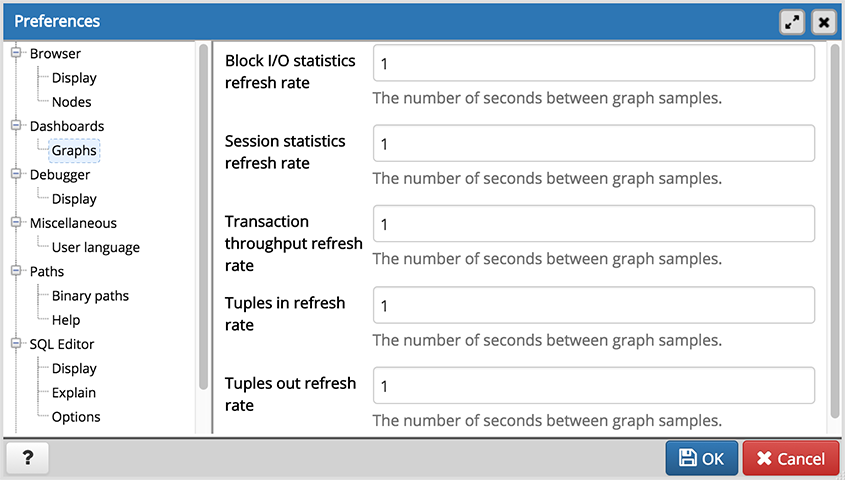 Preferences
Browser
Display
Nodes
Dashboards
Graphs
Debugger
Display
Miscellaneous
User language
Paths
Binary paths
Help
SQL Editor
Display
Explain
Options
Block I/O statistics
refresh rate
1
The number of seconds between graph samples.
Session statistics
refresh rate
1
The number of seconds between graph samples.
Transaction
throughput refresh
rate
1
The number of seconds between graph samples.
Tuples in refresh
rate
1
The number of seconds between graph samples.
Tuples out refresh
rate
1
The number of seconds between graph samples.
?
OK
Cancel